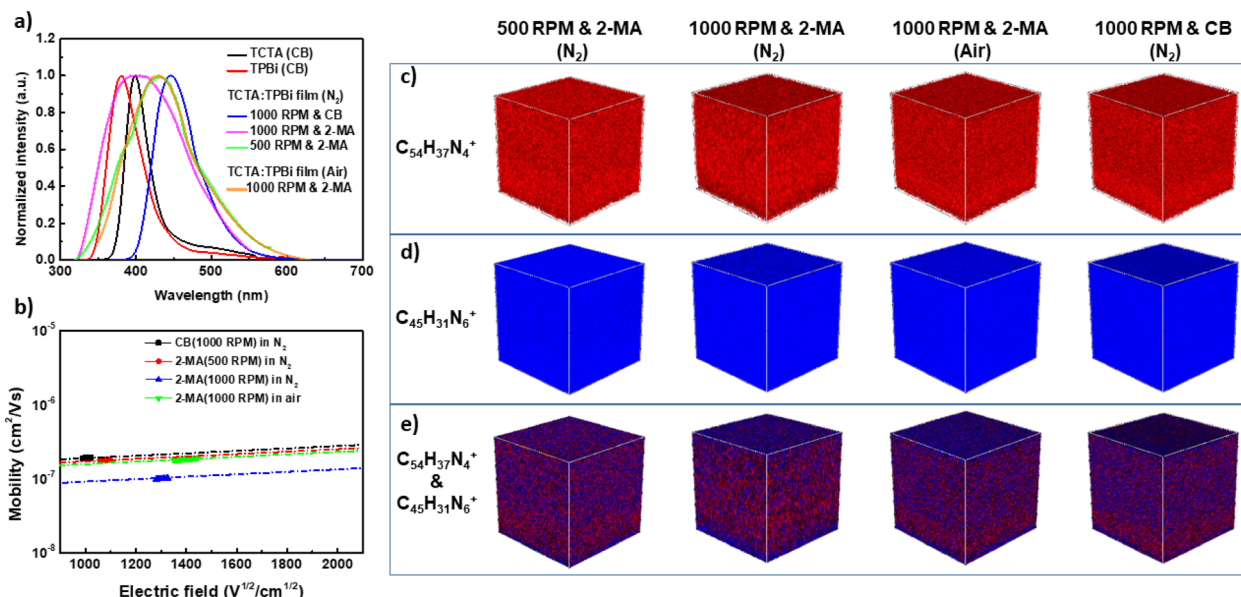 a)
1.2
1.0
0.8
0.6
0.4
0.2
0.0
Normalized intensity (a.u.)
TCTA (CB)
TPBi (CB)
TCTA:TPBi film (N₂)
1000 RPM & CB
1000 RPM & 2-MA
500 RPM & 2-MA
TCTA:TPBi film (Air)
1000 RPM & 2-MA
300 400 500 600 700
Wavelength (nm)
b)
10⁻⁵
10⁻⁶
10⁻⁷
10⁻⁸
Mobility (cm²/Vs)
CB(1000 RPM) in N₂
2-MA(500 RPM) in N₂
2-MA(1000 RPM) in N₂
2-MA(1000 RPM) in air
1000 1200 1400 1600 1800 2000
Electric field (V¹/²/cm¹/²)
500 RPM & 2-MA
(N₂)
1000 RPM & 2-MA
(N₂)
1000 RPM & 2-MA
(Air)
1000 RPM & CB
(N₂)
c)
C₅₄H₃₇N₄⁺
d)
C₄₅H₃₁N₆⁺
e)
C₅₄H₃₇N₄⁺
&
C₄₅H₃₁N₆⁺